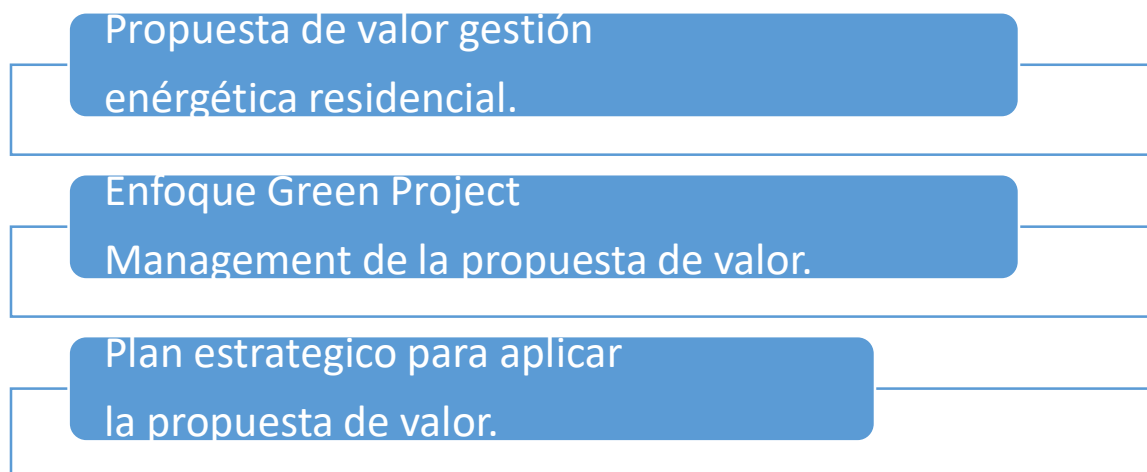 Propuesta de valor gestión
enérgética residencial.
Enfoque Green Project
Management de la propuesta de valor.
Plan estrategico para aplicar
la propuesta de valor.